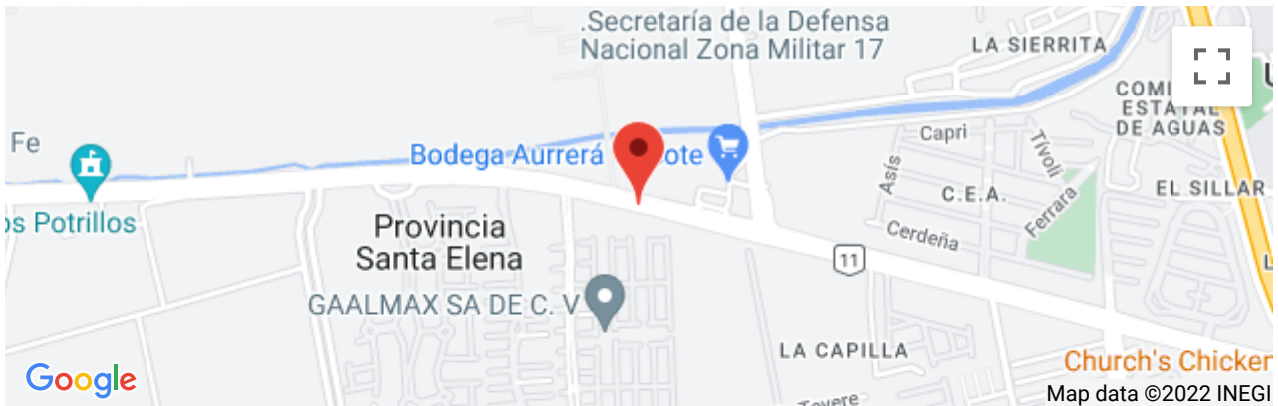 .Secretaría de la Defensa
Nacional Zona Militar 17
LA SIERRITA
ESTATAL
DE AGUAS
Fe
Bodega Aurrerá
Capri
Tívoli
Asís
C.E.A.
Ferrara
EL SILLAR
Potrillos
Provincia
Santa Elena
Cerdeña
11
GAALMAX SA DE C. V
LA CAPILLA
Church's Chicken
Google
Map data ©2022 INEGI